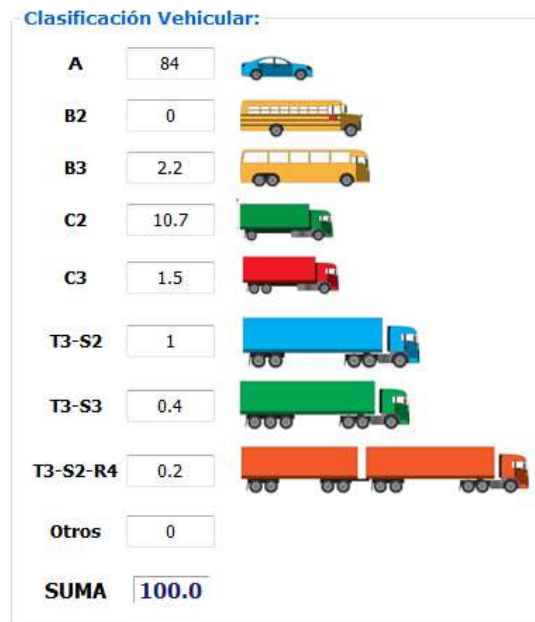 Clasificación Vehicular:
A 84
B2 0
B3 2.2
C2 10.7
C3 1.5
T3-S2 1
T3-S3 0.4
T3-S2-R4 0.2
Otros 0
SUMA 100.0